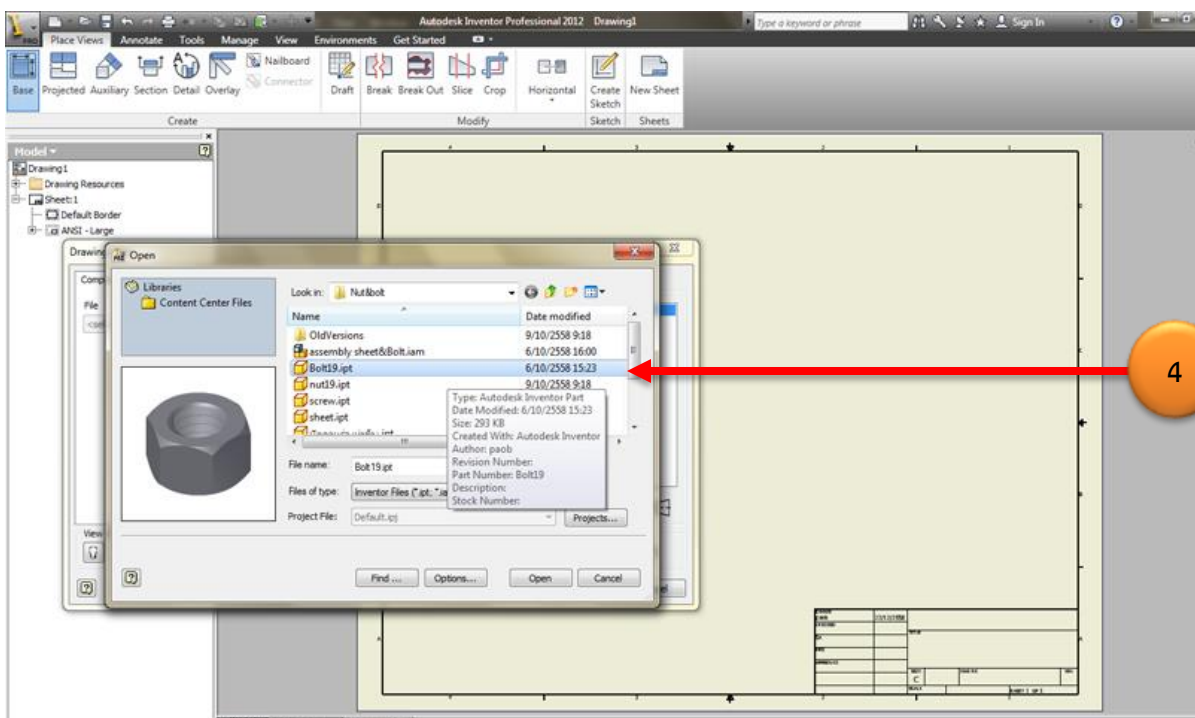 Autodesk Inventor Professional 2012 Drawing1
Type a keyword or phrase
Sign In
PRO
Place Views Annotate Tools Manage View Environments Get Started
Nailboard
Connector
Base Projected Auxiliary Section Detail Overlay
Draft Break Break Out Slice Crop Horizontal
Create Sketch
New Sheet
Create Modify Sketch Sheets
Model
Drawing1
Drawing Resources
Sheet:1
Default Border
ANSI - Large
Open
Libraries
Content Center Files
Look in: Nut&bolt
Name Date modified
OldVersions 9/10/2558 9:18
assembly sheet&Bolt.iam 6/10/2558 16:00
Bolt19.ipt 6/10/2558 15:23
nut19.ipt 9/10/2558 9:18
screw.ipt
sheet.ipt
Type: Autodesk Inventor Part
Date Modified: 6/10/2558 15:23
Size: 293 KB
Created With: Autodesk Inventor
Author: paob
Revision Number:
Part Number: Bolt19
Description:
Stock Number:
File name: Bolt19.ipt
Files of type: Inventor Files (*.ipt; *.ia
Project File: Default.ipj
Projects...
Find ... Options... Open Cancel
File
View
4
C